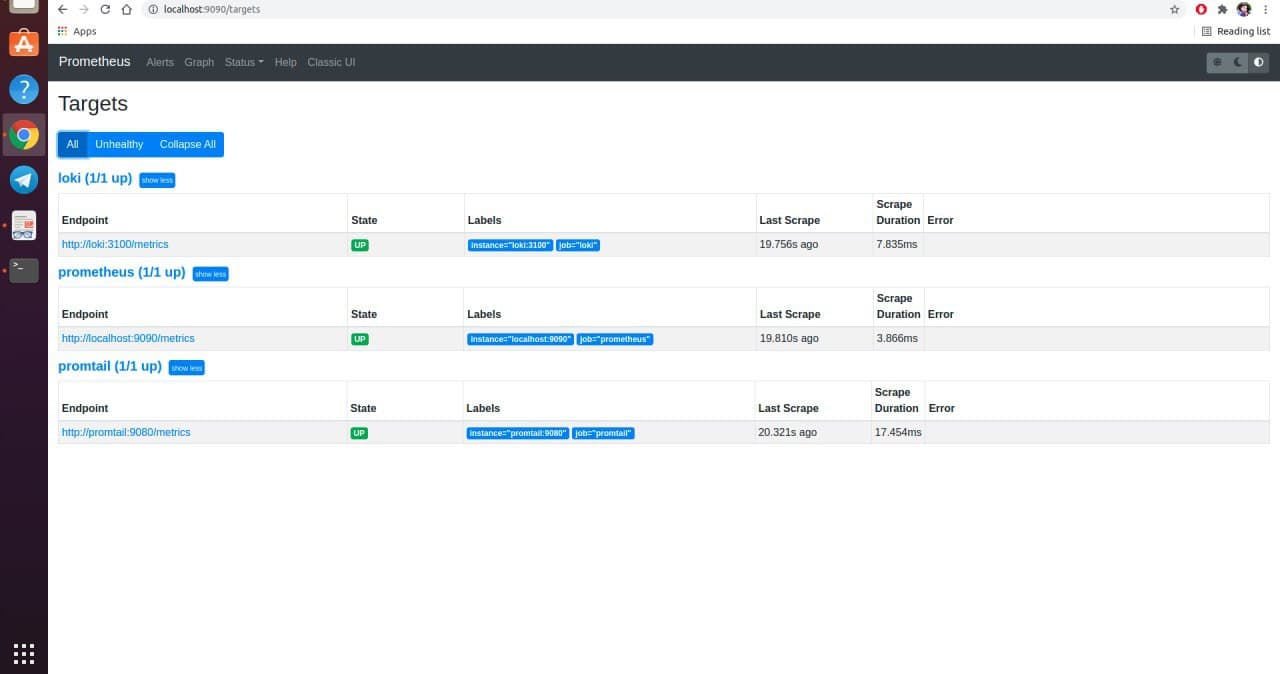 localhost:9090/targets
Apps
Reading list
Prometheus Alerts Graph Status Help Classic UI
Targets
All Unhealthy Collapse All
loki (1/1 up) show less
Endpoint State Labels Last Scrape Scrape Duration Error
http://loki:3100/metrics UP instance="loki:3100" job="loki" 19.756s ago 7.835ms
prometheus (1/1 up) show less
Endpoint State Labels Last Scrape Scrape Duration Error
http://localhost:9090/metrics UP instance="localhost:9090" job="prometheus" 19.810s ago 3.866ms
promtail (1/1 up) show less
Endpoint State Labels Last Scrape Scrape Duration Error
http://promtail:9080/metrics UP instance="promtail:9080" job="promtail" 20.321s ago 17.454ms